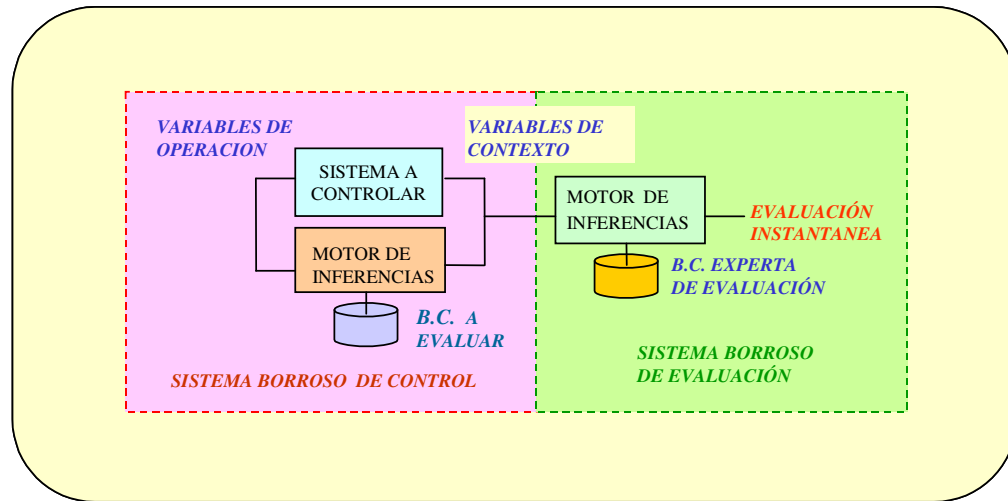 VARIABLES DE
OPERACION
VARIABLES DE
CONTEXTO
SISTEMA A
CONTROLAR
MOTOR DE
INFERENCIAS
B.C. A
EVALUAR
SISTEMA BORROSO DE CONTROL
MOTOR DE
INFERENCIAS
EVALUACIÓN
INSTANTANEA
B.C. EXPERTA
DE EVALUACIÓN
SISTEMA BORROSO
DE EVALUACIÓN